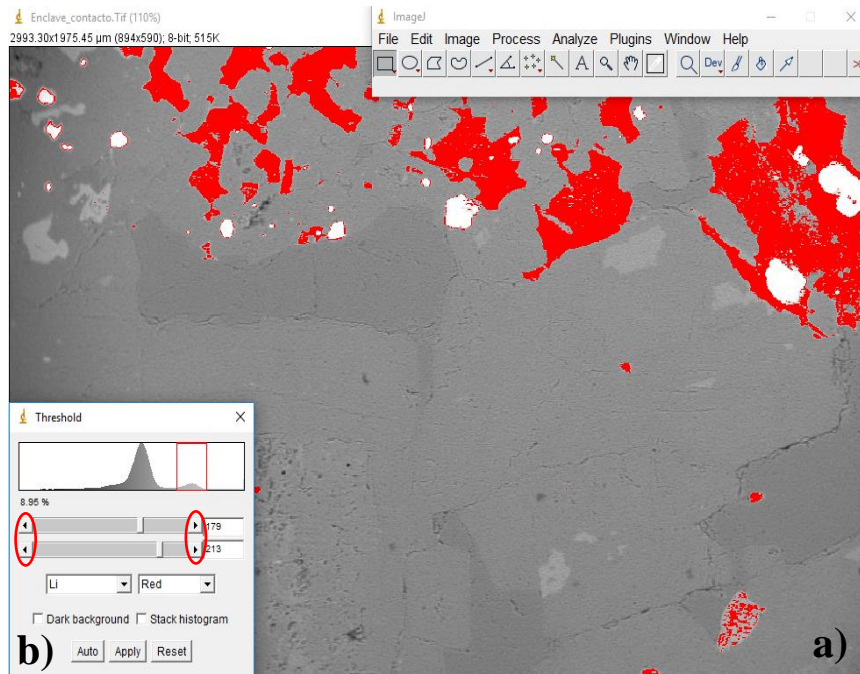 Enclave_contacto.Tif (110%)
2993.30x1975.45 µm (894x590); 8-bit; 515K
ImageJ
File Edit Image Process Analyze Plugins Window Help
A Dev
Threshold
8.95 %
179
213
Li Red
Dark background Stack histogram
Auto Apply Reset
b)
a)